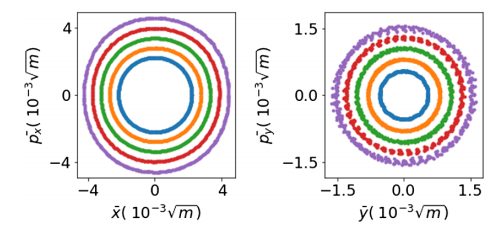 4
0
−4
−4 0 4
p̄ₓ( 10⁻³√m)
x̄( 10⁻³√m)
1.5
0.0
−1.5
−1.5 0.0 1.5
p̄ᵧ( 10⁻³√m)
ȳ( 10⁻³√m)